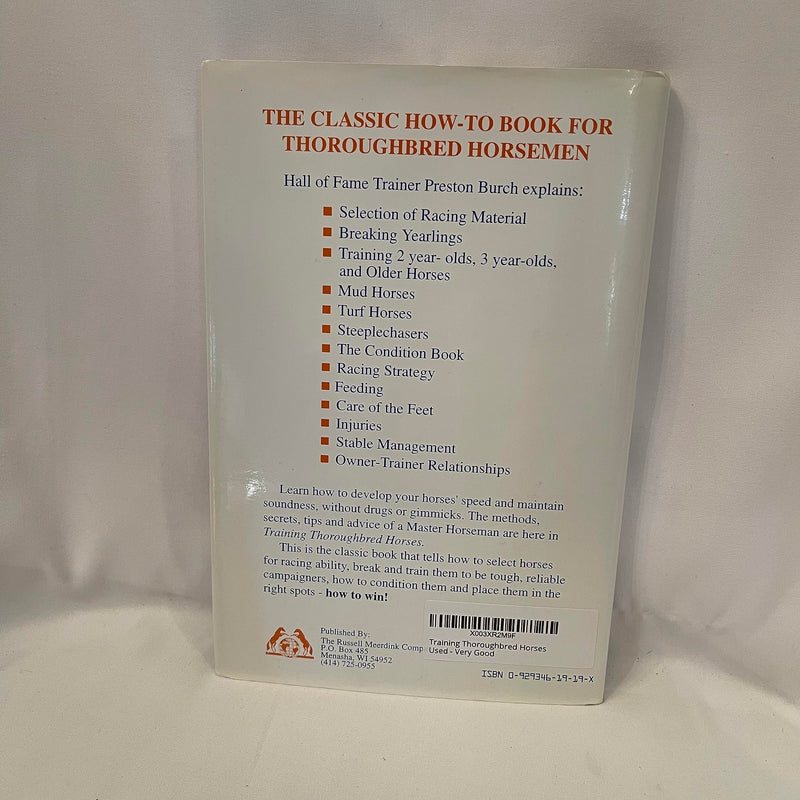 THE CLASSIC HOW-TO BOOK FOR
THOROUGHBRED HORSEMEN
Hall of Fame Trainer Preston Burch explains:
Selection of Racing Material
Breaking Yearlings
Training 2 year- olds, 3 year-olds,
and Older Horses
Mud Horses
Turf Horses
Steeplechasers
The Condition Book
Racing Strategy
Feeding
Care of the Feet
Injuries
Stable Management
Owner-Trainer Relationships
Learn how to develop your horses' speed and maintain
soundness, without drugs or gimmicks. The methods,
secrets, tips and advice of a Master Horseman are here in
Training Thoroughbred Horses.
This is the classic book that tells how to select horses
for racing ability, break and train them to be tough, reliable
campaigners, how to condition them and place them in the
right spots - how to win!
Published By:
The Russell Meerdink Comp
P.O. Box 485
Menasha, WI 54952
(414) 725-0955
X003XR2M9F
Training Thoroughbred Horses
Used - Very Good
ISBN 0-929346-19-19-X